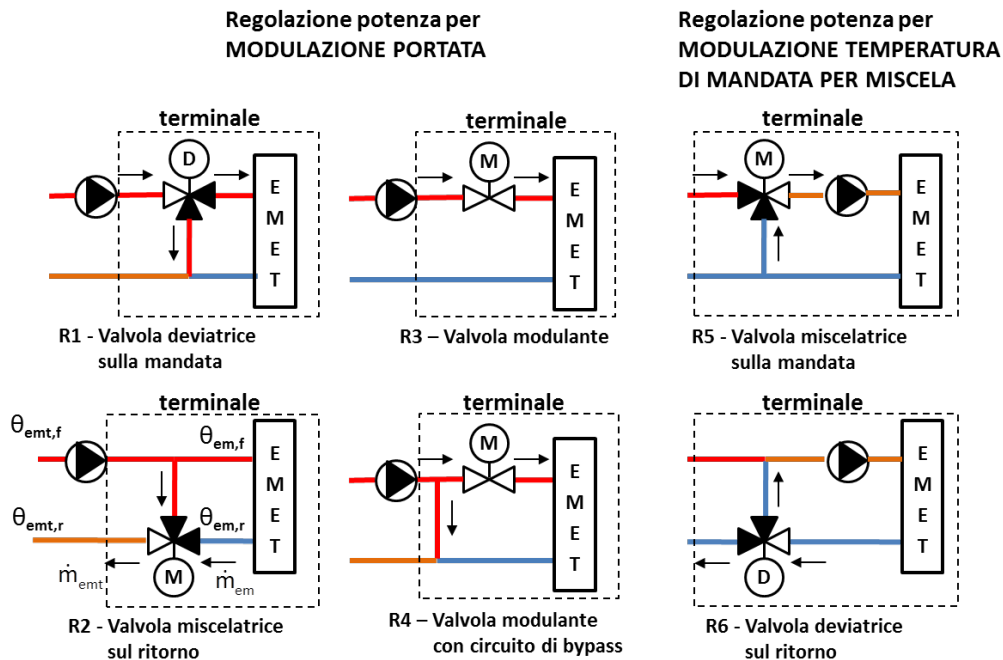 Regolazione potenza per
MODULAZIONE PORTATA
Regolazione potenza per
MODULAZIONE TEMPERATURA
DI MANDATA PER MISCELA
terminale
D
E
M
E
T
R1 - Valvola deviatrice
sulla mandata
terminale
M
E
M
E
T
R3 – Valvola modulante
terminale
M
E
M
E
T
R5 - Valvola miscelatrice
sulla mandata
terminale
θemt,f
θem,f
θemt,r
θem,r
ṁemt
M
ṁem
E
M
E
T
R2 - Valvola miscelatrice
sul ritorno
terminale
M
E
M
E
T
R4 – Valvola modulante
con circuito di bypass
terminale
D
E
M
E
T
R6 - Valvola deviatrice
sul ritorno